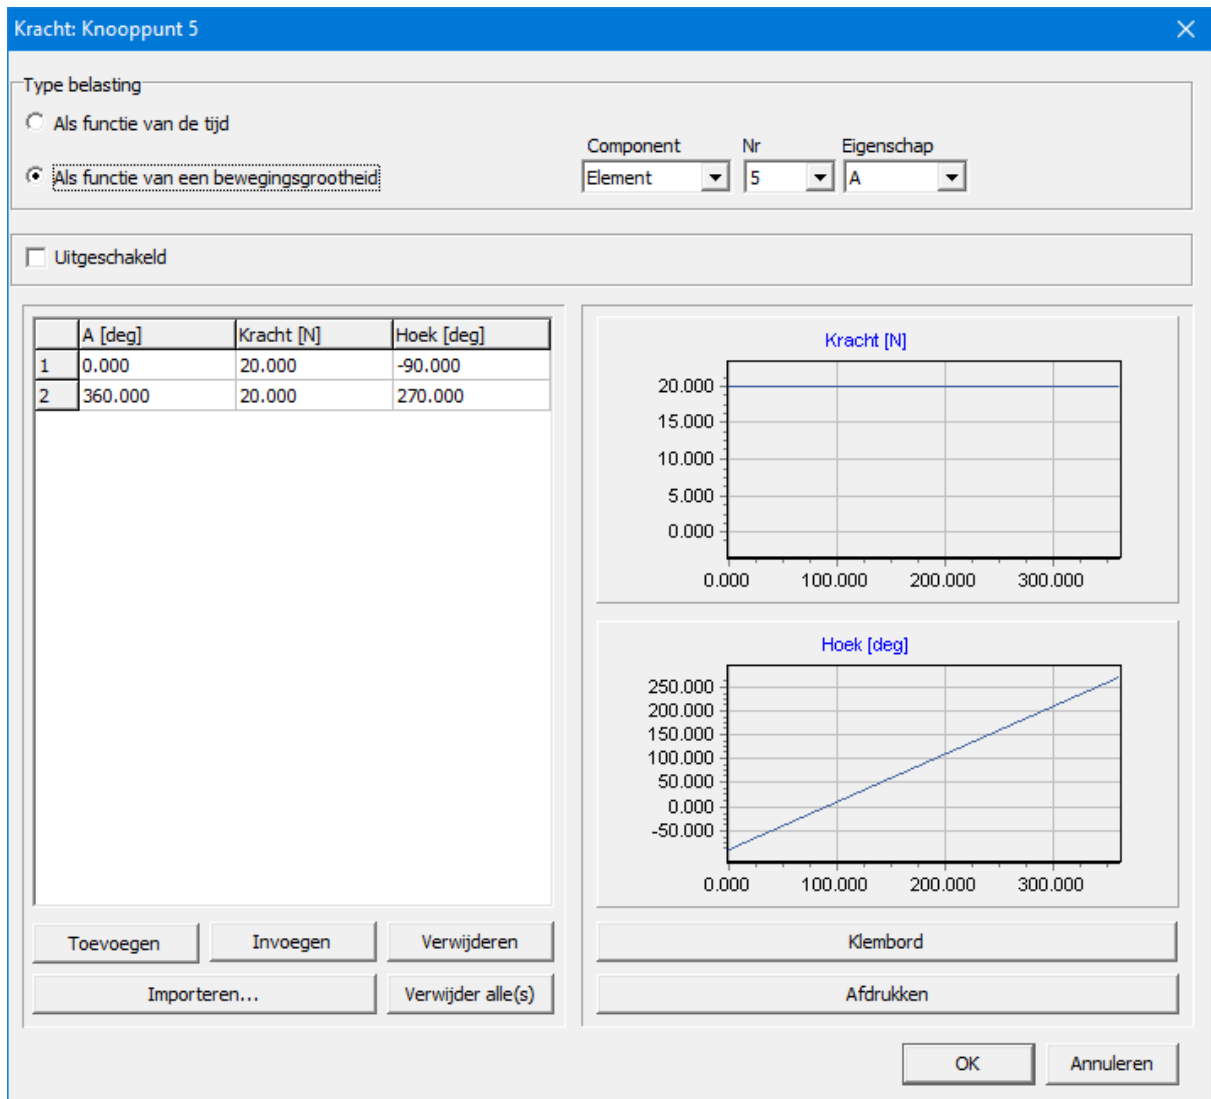 Kracht: Knooppunt 5
Type belasting
Als functie van de tijd
Component Nr Eigenschap
Als functie van een bewegingsgrootheid Element 5 A
Uitgeschakeld
A [deg] Kracht [N] Hoek [deg]
1 0.000 20.000 -90.000
2 360.000 20.000 270.000
Kracht [N]
20.000
15.000
10.000
5.000
0.000
0.000 100.000 200.000 300.000
Hoek [deg]
250.000
200.000
150.000
100.000
50.000
0.000
-50.000
0.000 100.000 200.000 300.000
Toevoegen Invoegen Verwijderen Klembord
Importeren... Verwijder alle(s) Afdrukken
OK Annuleren